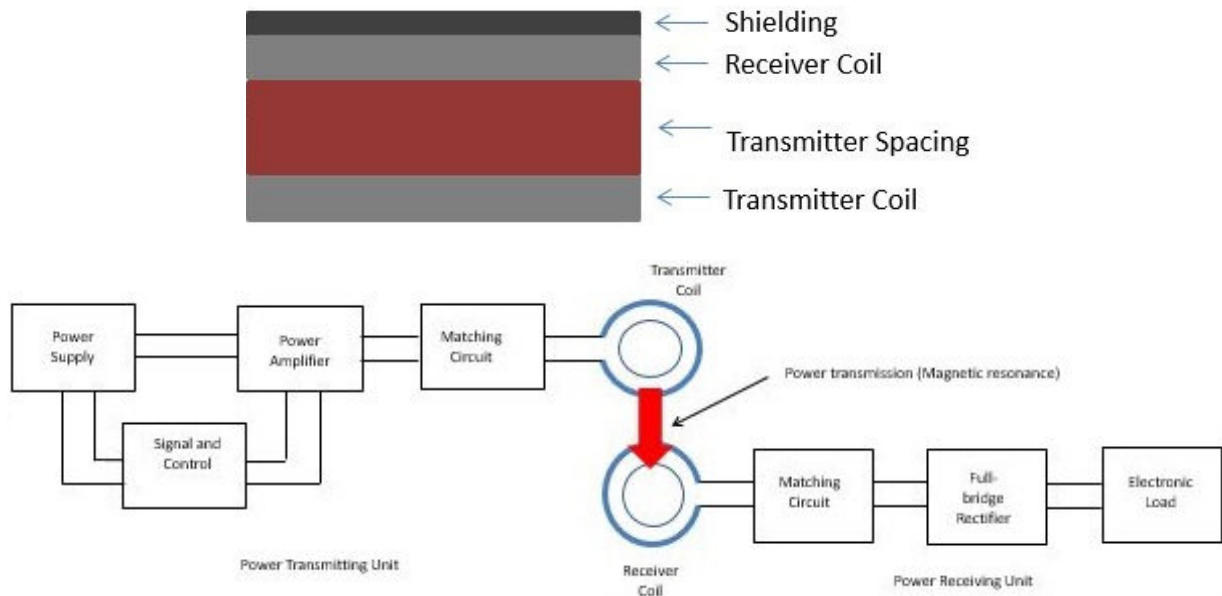 Shielding
Receiver Coil
Transmitter Spacing
Transmitter Coil
Transmitter
Coil
Power
Supply
Power
Amplifier
Matching
Circuit
Power transmission (Magnetic resonance)
Signal and
Control
Matching
Circuit
Full-
bridge
Rectifier
Electronic
Load
Power Transmitting Unit
Receiver
Coil
Power Receiving Unit